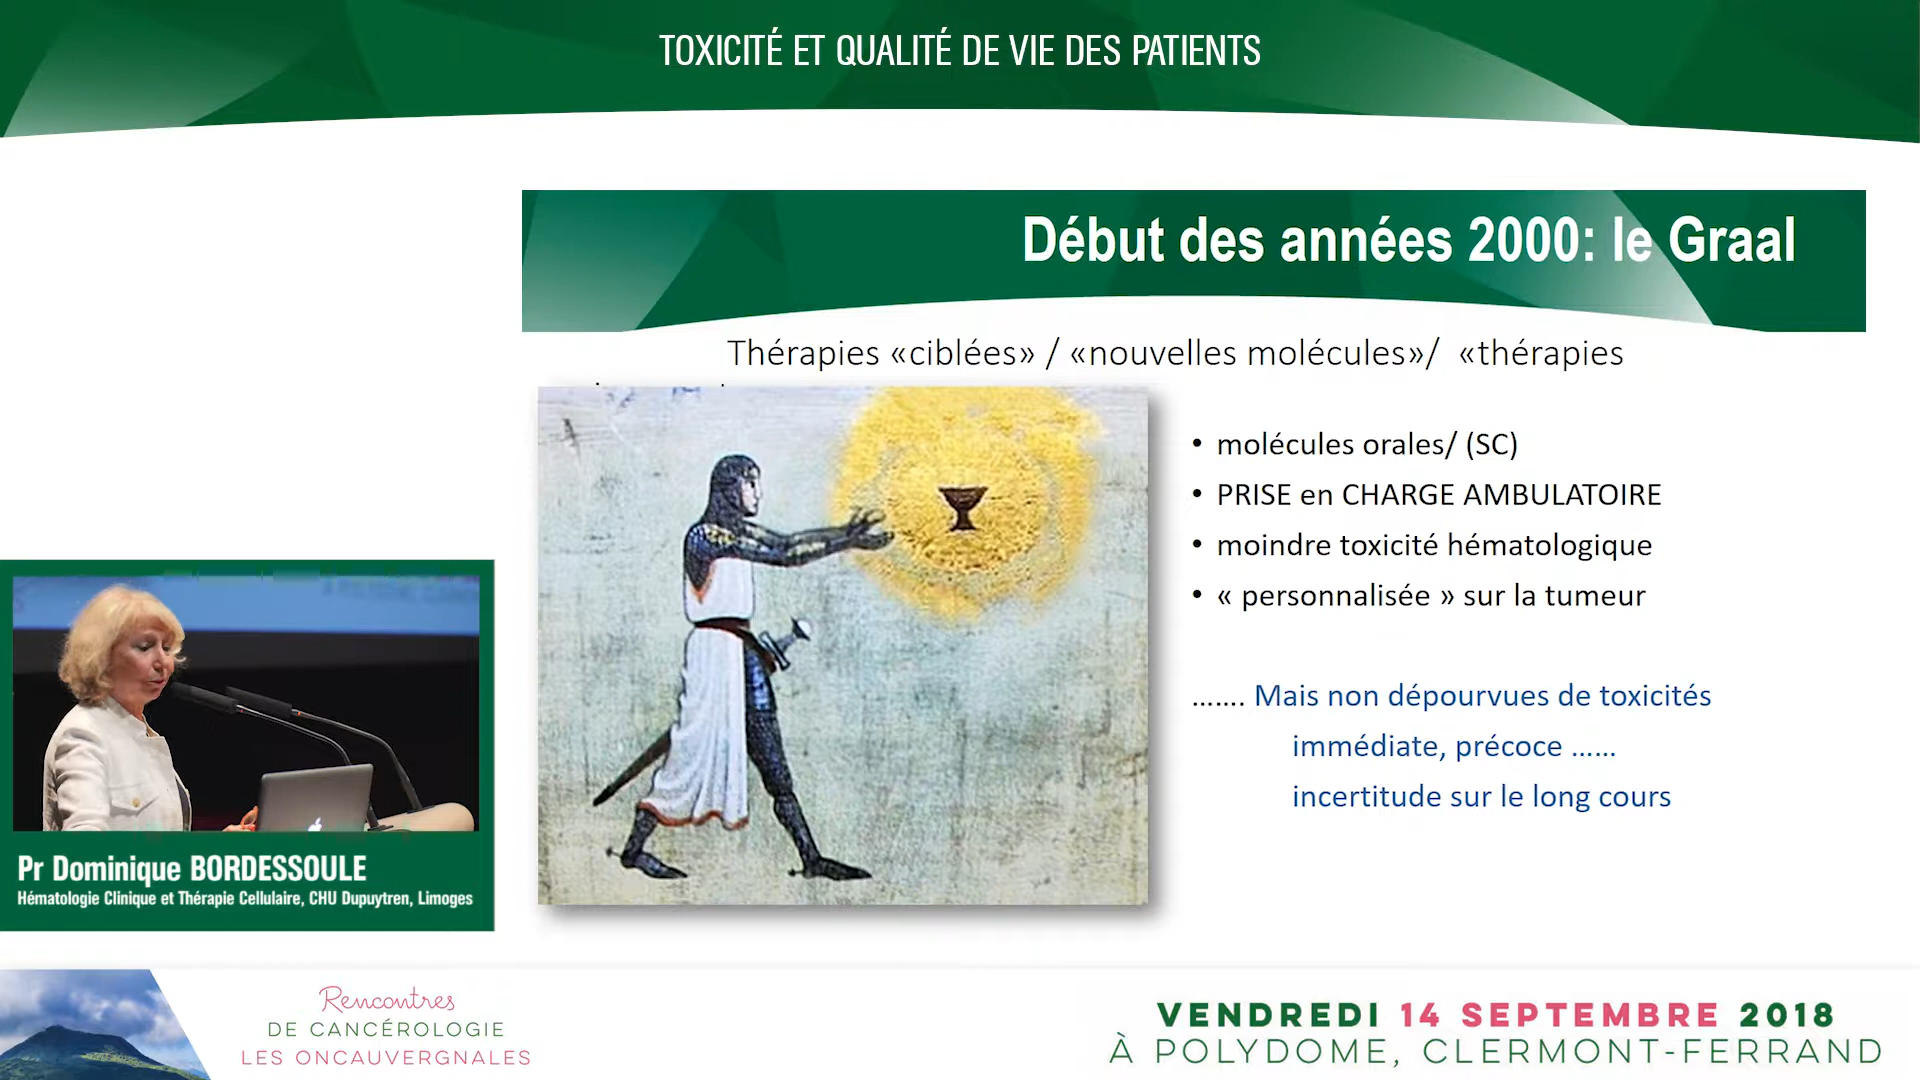 TOXICITÉ ET QUALITÉ DE VIE DES PATIENTS
Début des années 2000: le Graal
Thérapies «ciblées» / «nouvelles molécules»/ «thérapies
• molécules orales/ (SC)
• PRISE en CHARGE AMBULATOIRE
• moindre toxicité hématologique
• « personnalisée » sur la tumeur
....... Mais non dépourvues de toxicités
immédiate, précoce ......
incertitude sur le long cours
Pr Dominique BORDESSOULE
Hématologie Clinique et Thérapie Cellulaire, CHU Dupuytren, Limoges
Rencontres
DE CANCÉROLOGIE
LES ONCAUVERGNALES
VENDREDI 14 SEPTEMBRE 2018
À POLYDOME, CLERMONT-FERRAND